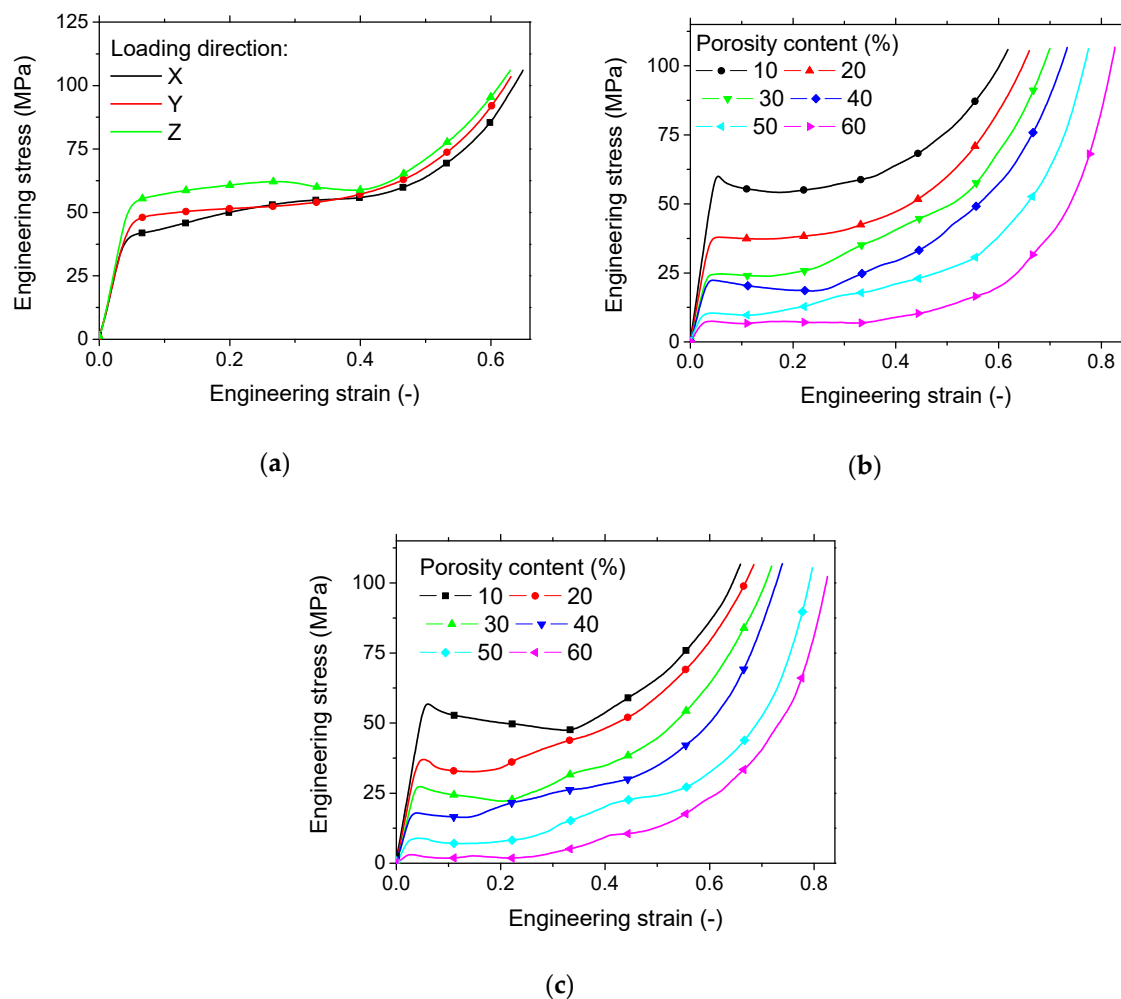 125
100
75
50
25
0
Engineering stress (MPa)
Loading direction:
X
Y
Z
0.0 0.2 0.4 0.6
Engineering strain (-)
(a)
100
75
50
25
0
Engineering stress (MPa)
Porosity content (%)
10 20
30 40
50 60
0.0 0.2 0.4 0.6 0.8
Engineering strain (-)
(b)
100
75
50
25
0
Engineering stress (MPa)
Porosity content (%)
10 20
30 40
50 60
0.0 0.2 0.4 0.6 0.8
Engineering strain (-)
(c)